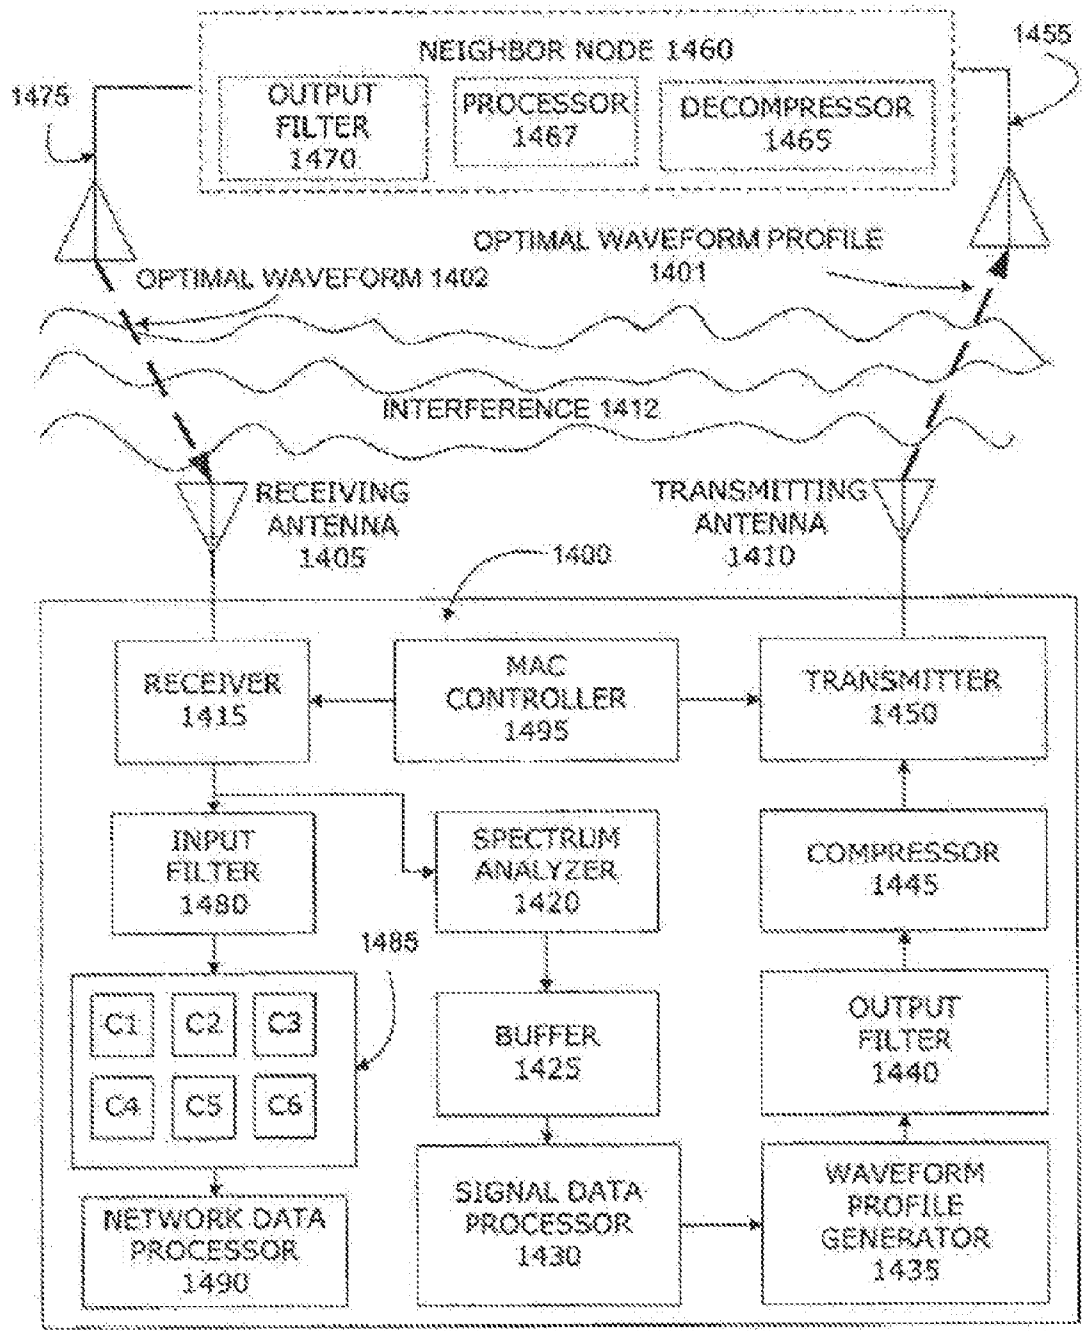 NEIGHBOR NODE 1460
1455
1475
OUTPUT
FILTER
1470
PROCESSOR
1467
DECOMPRESSOR
1465
OPTIMAL WAVEFORM PROFILE
1401
OPTIMAL WAVEFORM 1402
INTERFERENCE 1412
RECEIVING
ANTENNA
1405
TRANSMITTING
ANTENNA
1410
1400
RECEIVER
1415
MAC
CONTROLLER
1495
TRANSMITTER
1450
INPUT
FILTER
1480
SPECTRUM
ANALYZER
1420
COMPRESSOR
1445
1485
C1 C2 C3
C4 C5 C6
BUFFER
1425
OUTPUT
FILTER
1440
NETWORK DATA
PROCESSOR
1490
SIGNAL DATA
PROCESSOR
1430
WAVEFORM
PROFILE
GENERATOR
1435